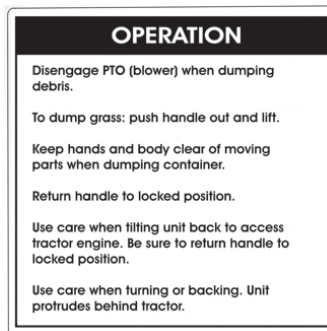 OPERATION
Disengage PTO (blower) when dumping
debris.
To dump grass: push handle out and lift.
Keep hands and body clear of moving
parts when dumping container.
Return handle to locked position.
Use care when tilting unit back to access
tractor engine. Be sure to return handle to
locked position.
Use care when turning or backing. Unit
protrudes behind tractor.